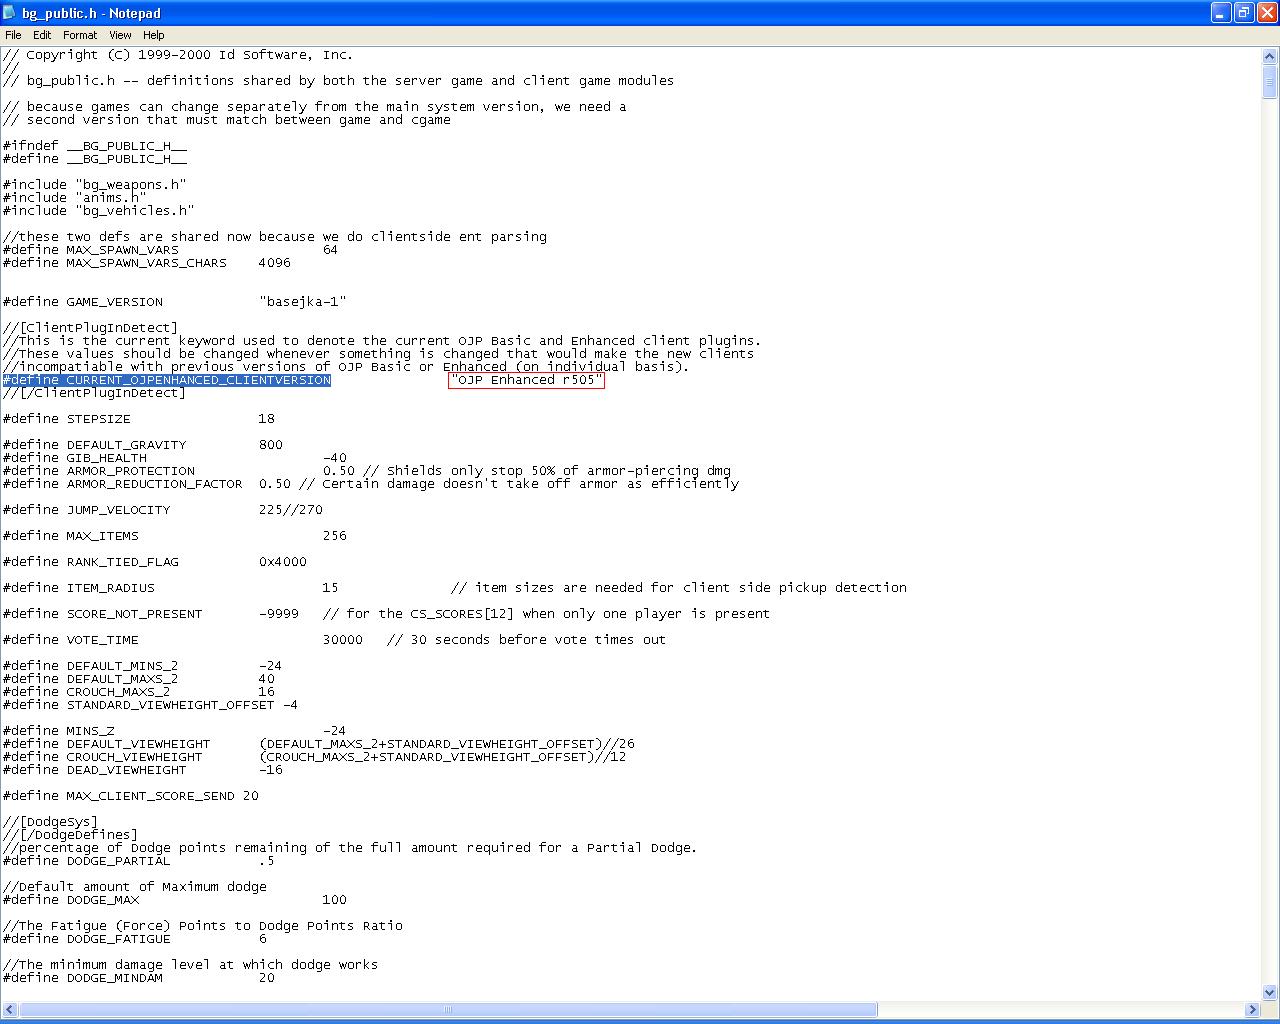 bg_public.h - Notepad
File Edit Format View Help
// Copyright (C) 1999-2000 Id Software, Inc.
//
// bg_public.h -- definitions shared by both the server game and client game modules
// because games can change separately from the main system version, we need a
// second version that must match between game and cgame
#ifndef __BG_PUBLIC_H__
#define __BG_PUBLIC_H__
#include "bg_weapons.h"
#include "anims.h"
#include "bg_vehicles.h"
//these two defs are shared now because we do clientside ent parsing
#define MAX_SPAWN_VARS 64
#define MAX_SPAWN_VARS_CHARS 4096
#define GAME_VERSION "basejka-1"
//[ClientPlugInDetect]
//This is the current keyword used to denote the current OJP Basic and Enhanced client plugins.
//These values should be changed whenever something is changed that would make the new clients
//incompatiable with previous versions of OJP Basic or Enhanced (on individual basis).
#define CURRENT_OJPENHANCED_CLIENTVERSION "OJP Enhanced r505"
//[/ClientPlugInDetect]
#define STEPSIZE 18
#define DEFAULT_GRAVITY 800
#define GIB_HEALTH -40
#define ARMOR_PROTECTION 0.50 // Shields only stop 50% of armor-piercing dmg
#define ARMOR_REDUCTION_FACTOR 0.50 // Certain damage doesn't take off armor as efficiently
#define JUMP_VELOCITY 225//270
#define MAX_ITEMS 256
#define RANK_TIED_FLAG 0x4000
#define ITEM_RADIUS 15 // item sizes are needed for client side pickup detection
#define SCORE_NOT_PRESENT -9999 // for the CS_SCORES[12] when only one player is present
#define VOTE_TIME 30000 // 30 seconds before vote times out
#define DEFAULT_MINS_2 -24
#define DEFAULT_MAXS_2 40
#define CROUCH_MAXS_2 16
#define STANDARD_VIEWHEIGHT_OFFSET -4
#define MINS_Z -24
#define DEFAULT_VIEWHEIGHT (DEFAULT_MAXS_2+STANDARD_VIEWHEIGHT_OFFSET)//26
#define CROUCH_VIEWHEIGHT (CROUCH_MAXS_2+STANDARD_VIEWHEIGHT_OFFSET)//12
#define DEAD_VIEWHEIGHT -16
#define MAX_CLIENT_SCORE_SEND 20
//[DodgeSys]
//[/DodgeDefines]
//percentage of Dodge points remaining of the full amount required for a Partial Dodge.
#define DODGE_PARTIAL .5
//Default amount of Maximum dodge
#define DODGE_MAX 100
//The Fatigue (Force) Points to Dodge Points Ratio
#define DODGE_FATIGUE 6
//The minimum damage level at which dodge works
#define DODGE_MINDAM 20